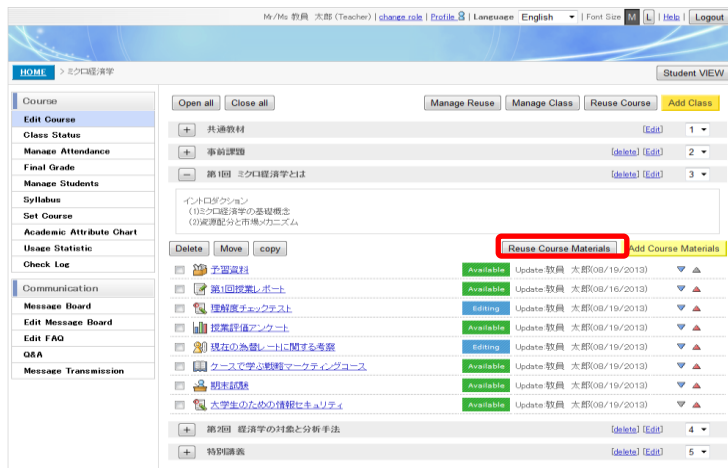 Mr/Ms 教員 太郎 (Teacher) | change role | Profile | Language English | Font Size M L | Help | Logout
HOME > ミクロ経済学 Student VIEW
Course
Edit Course
Class Status
Manage Attendance
Final Grade
Manage Students
Syllabus
Set Course
Academic Attribute Chart
Usage Statistic
Check Log
Communication
Message Board
Edit Message Board
Edit FAQ
Q&A
Message Transmission
Open all Close all Manage Reuse Manage Class Reuse Course Add Class
+ 共通教材 [Edit] 1
+ 事前課題 [delete] [Edit] 2
− 第1回 ミクロ経済学とは [delete] [Edit] 3
イントロダクション
(1)ミクロ経済学の基礎概念
(2)資源配分と市場メカニズム
Delete Move copy Reuse Course Materials Add Course Materials
予習資料 Available Update:教員 太郎(08/19/2013)
第1回授業レポート Available Update:教員 太郎(08/16/2013)
理解度チェックテスト Editing Update:教員 太郎(08/19/2013)
授業評価アンケート Available Update:教員 太郎(08/19/2013)
現在の為替レートに関する考察 Editing Update:教員 太郎(08/19/2013)
ケースで学ぶ戦略マーケティングコース Available Update:教員 太郎(08/19/2013)
期末試験 Available Update:教員 太郎(08/19/2013)
大学生のための情報セキュリティ Available Update:教員 太郎(08/19/2013)
+ 第2回 経済学の対象と分析手法 [delete] [Edit] 4
+ 特別講義 [delete] [Edit] 5